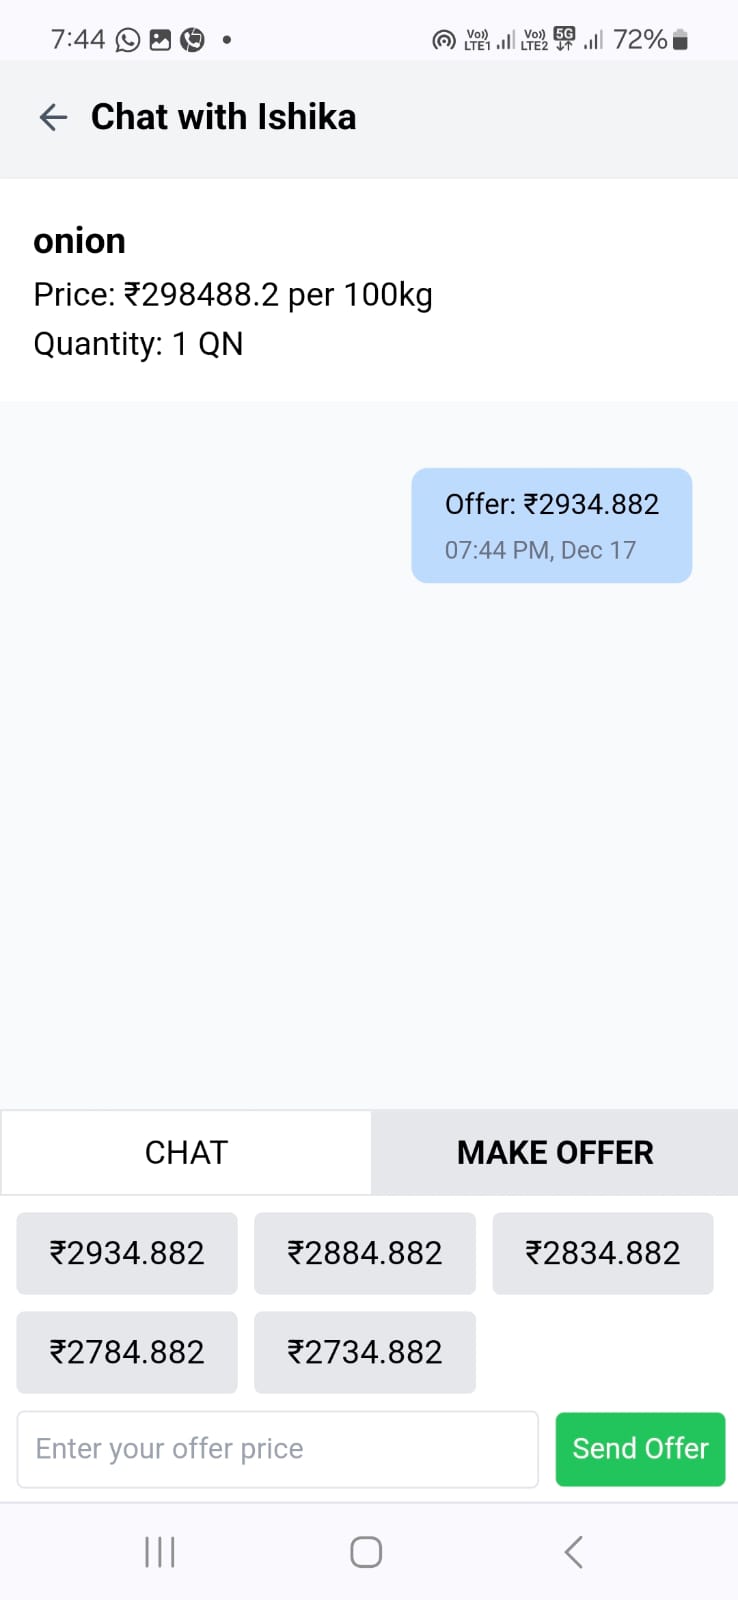 7:44
Vo)) LTE1 Vo)) LTE2 5G 72%
Chat with Ishika
onion
Price: ₹298488.2 per 100kg
Quantity: 1 QN
Offer: ₹2934.882
07:44 PM, Dec 17
CHAT MAKE OFFER
₹2934.882 ₹2884.882 ₹2834.882
₹2784.882 ₹2734.882
Enter your offer price Send Offer